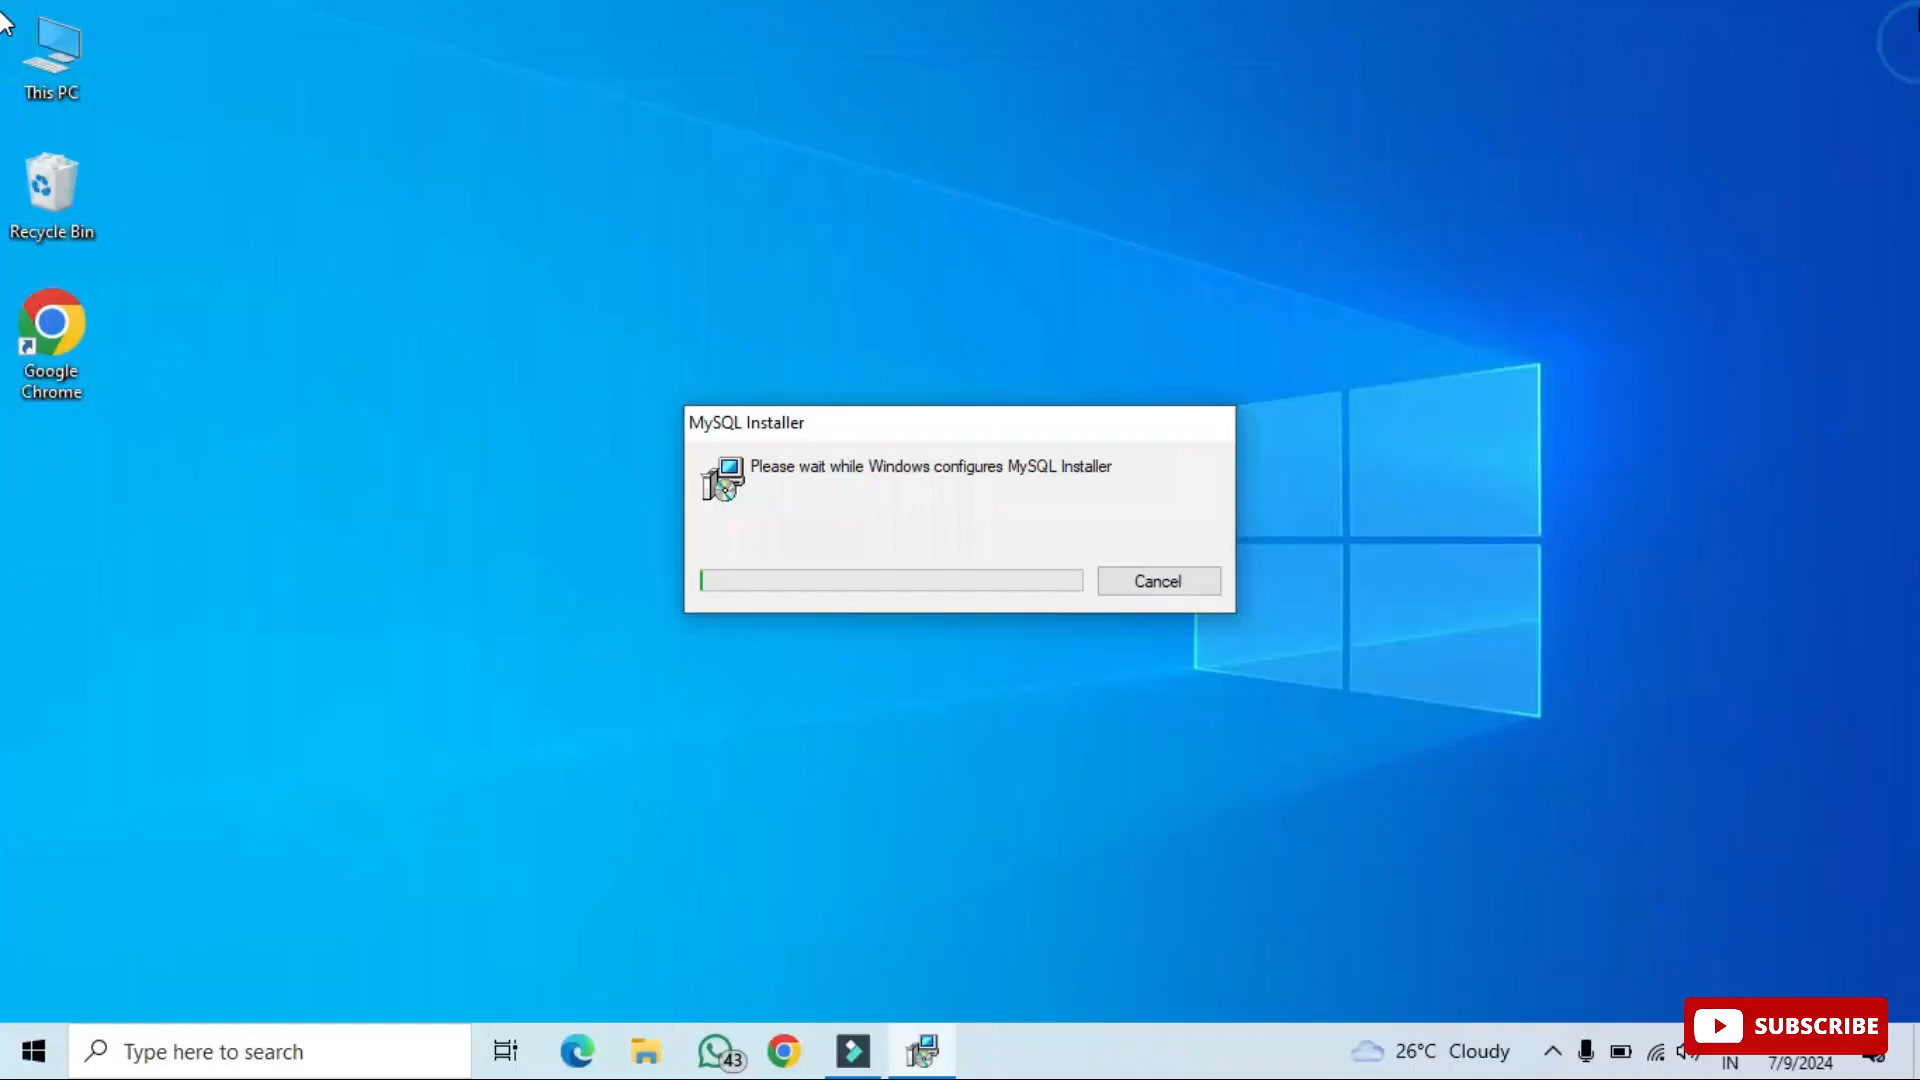 This PC
Recycle Bin
Google
Chrome
MySQL Installer
Please wait while Windows configures MySQL Installer
Cancel
Type here to search
43
26°C Cloudy
IN
7/9/2024
SUBSCRIBE